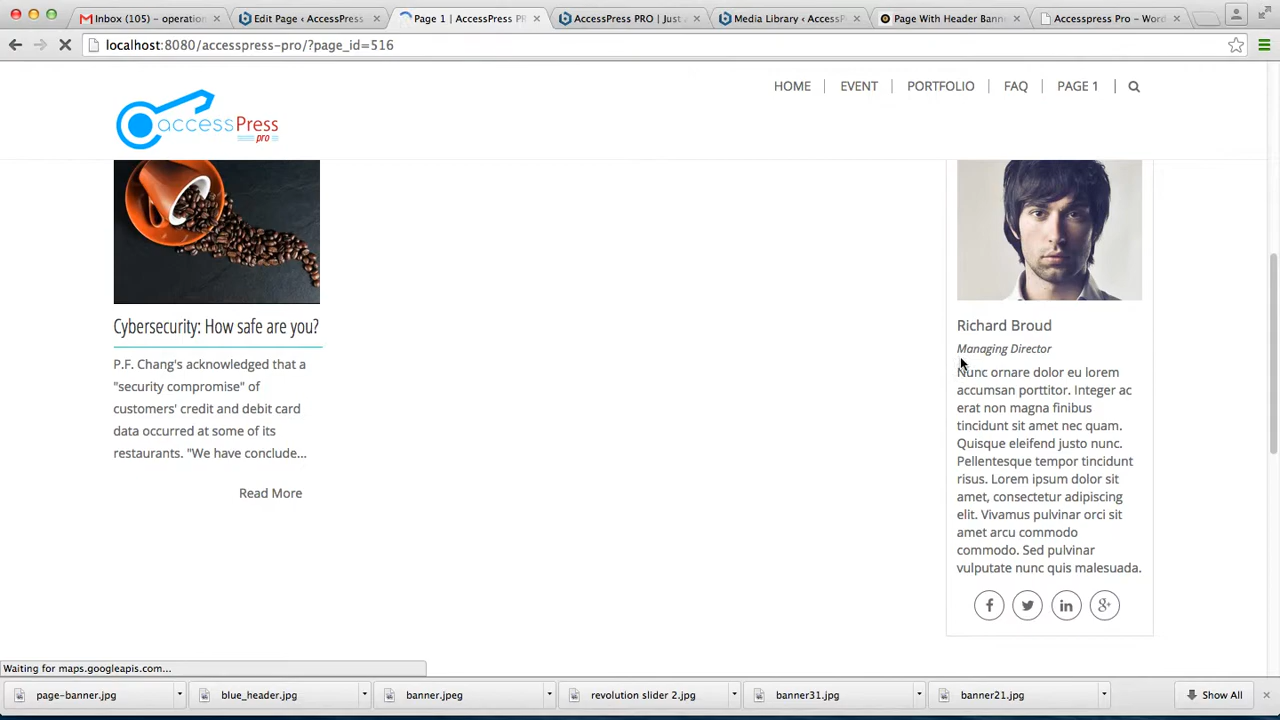 Inbox (105) – operation
Edit Page ‹ AccessPress
Page 1 | AccessPress PR
AccessPress PRO | Just
Media Library ‹ AccessP
Page With Header Bann
Accesspress Pro – Word
localhost:8080/accesspress-pro/?page_id=516
accessPress
pro
HOME
EVENT
PORTFOLIO
FAQ
PAGE 1
Cybersecurity: How safe are you?
P.F. Chang's acknowledged that a
"security compromise" of
customers' credit and debit card
data occurred at some of its
restaurants. "We have conclude...
Read More
Richard Broud
Managing Director
Nunc ornare dolor eu lorem
accumsan porttitor. Integer ac
erat non magna finibus
tincidunt sit amet nec quam.
Quisque eleifend justo nunc.
Pellentesque tempor tincidunt
risus. Lorem ipsum dolor sit
amet, consectetur adipiscing
elit. Vivamus pulvinar orci sit
amet arcu commodo
commodo. Sed pulvinar
vulputate nunc quis malesuada.
Waiting for maps.googleapis.com...
page-banner.jpg
blue_header.jpg
banner.jpeg
revolution slider 2.jpg
banner31.jpg
banner21.jpg
Show All